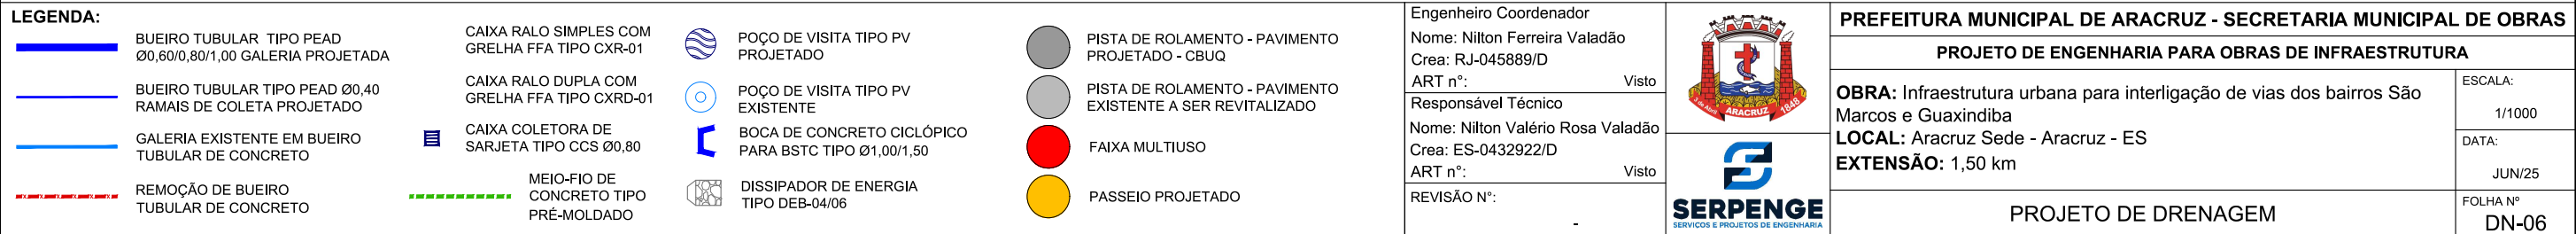 LEGENDA:
BUEIRO TUBULAR TIPO PEAD
Ø0,60/0,80/1,00 GALERIA PROJETADA
BUEIRO TUBULAR TIPO PEAD Ø0,40
RAMAIS DE COLETA PROJETADO
GALERIA EXISTENTE EM BUEIRO
TUBULAR DE CONCRETO
REMOÇÃO DE BUEIRO
TUBULAR DE CONCRETO
CAIXA RALO SIMPLES COM
GRELHA FFA TIPO CXR-01
CAIXA RALO DUPLA COM
GRELHA FFA TIPO CXRD-01
CAIXA COLETORA DE
SARJETA TIPO CCS Ø0,80
MEIO-FIO DE
CONCRETO TIPO
PRÉ-MOLDADO
POÇO DE VISITA TIPO PV
PROJETADO
POÇO DE VISITA TIPO PV
EXISTENTE
BOCA DE CONCRETO CICLÓPICO
PARA BSTC TIPO Ø1,00/1,50
DISSIPADOR DE ENERGIA
TIPO DEB-04/06
PISTA DE ROLAMENTO - PAVIMENTO
PROJETADO - CBUQ
PISTA DE ROLAMENTO - PAVIMENTO
EXISTENTE A SER REVITALIZADO
FAIXA MULTIUSO
PASSEIO PROJETADO
Engenheiro Coordenador
Nome: Nilton Ferreira Valadão
Crea: RJ-045889/D
ART n°: Visto
Responsável Técnico
Nome: Nilton Valério Rosa Valadão
Crea: ES-0432922/D
ART n°: Visto
REVISÃO N°:
-
3 de Abril ARACRUZ 1848
SERPENGE
SERVIÇOS E PROJETOS DE ENGENHARIA
PREFEITURA MUNICIPAL DE ARACRUZ - SECRETARIA MUNICIPAL DE OBRAS
PROJETO DE ENGENHARIA PARA OBRAS DE INFRAESTRUTURA
OBRA: Infraestrutura urbana para interligação de vias dos bairros São
Marcos e Guaxindiba
LOCAL: Aracruz Sede - Aracruz - ES
EXTENSÃO: 1,50 km
ESCALA:
1/1000
DATA:
JUN/25
PROJETO DE DRENAGEM
FOLHA Nº
DN-06